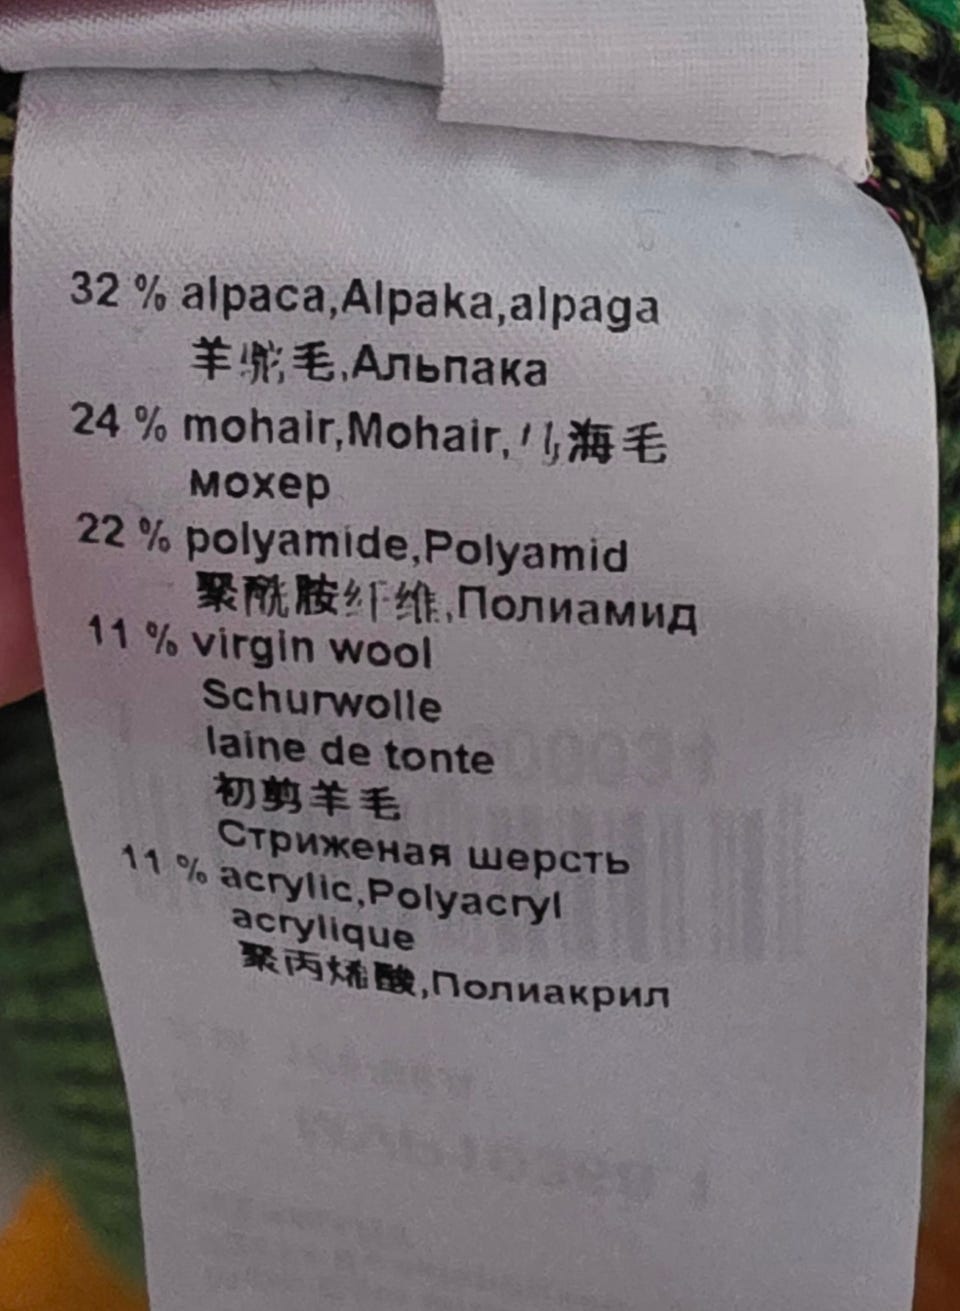 32 % alpaca,Alpaka,alpaga
羊驼毛,Альпака
24 % mohair,Mohair,马海毛
мохер
22 % polyamide,Polyamid
聚酰胺纤维,Полиамид
11 % virgin wool
Schurwolle
laine de tonte
初剪羊毛
Стриженая шерсть
11 % acrylic,Polyacryl
acrylique
聚丙烯酸,Полиакрил